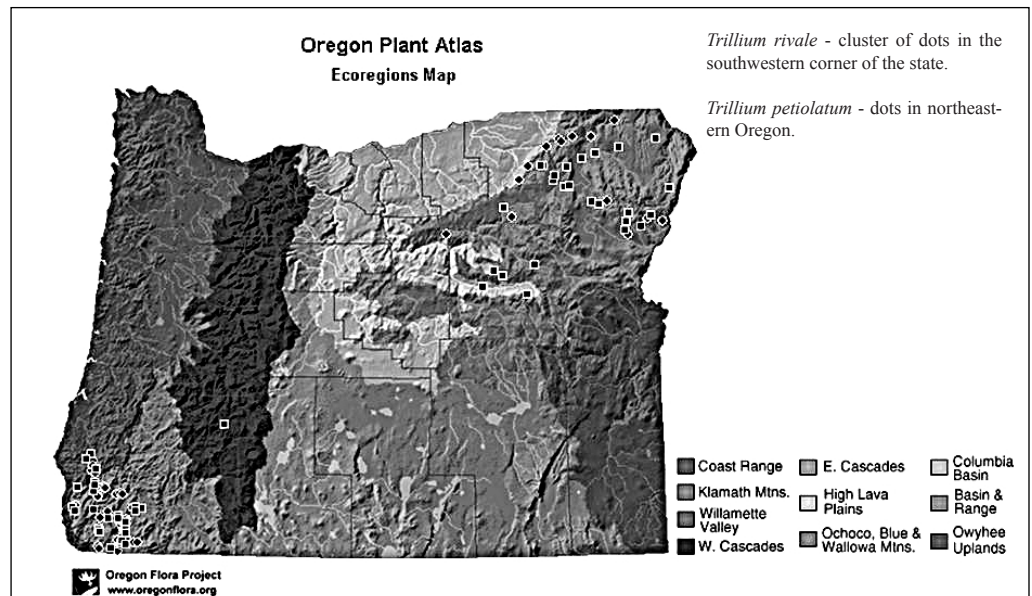 Oregon Plant Atlas
Ecoregions Map
Trillium rivale - cluster of dots in the
southwestern corner of the state.
Trillium petiolatum - dots in northeast-
ern Oregon.
Coast Range
Klamath Mtns.
Willamette
Valley
W. Cascades
E. Cascades
High Lava
Plains
Ochoco, Blue &
Wallowa Mtns.
Columbia
Basin
Basin &
Range
Owyhee
Uplands
Oregon Flora Project
www.oregonflora.org